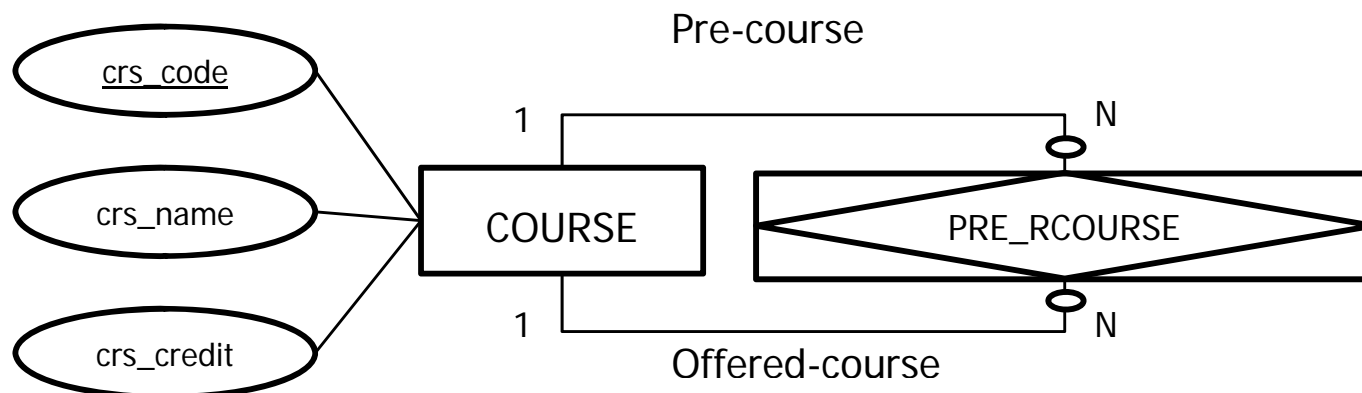 Pre-course
crs_code
1
N
crs_name
COURSE
PRE_RCOURSE
1
N
crs_credit
Offered-course